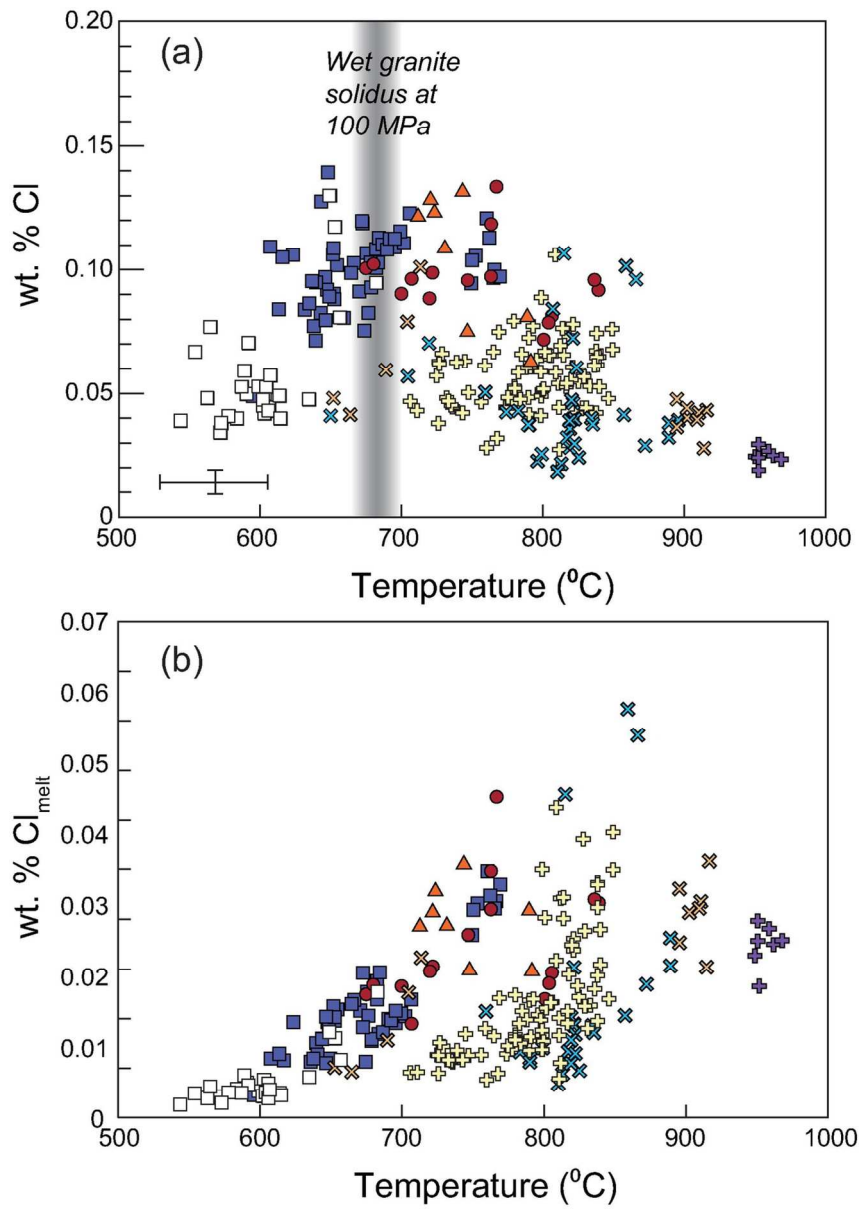 0.20
(a)
Wet granite
solidus at
100 MPa
0.15
wt. % Cl
0.10
0.05
0
500 600 700 800 900 1000
Temperature (⁰C)
0.07
(b)
0.06
0.05
wt. % Cl_melt
0.04
0.03
0.02
0.01
0
500 600 700 800 900 1000
Temperature (⁰C)